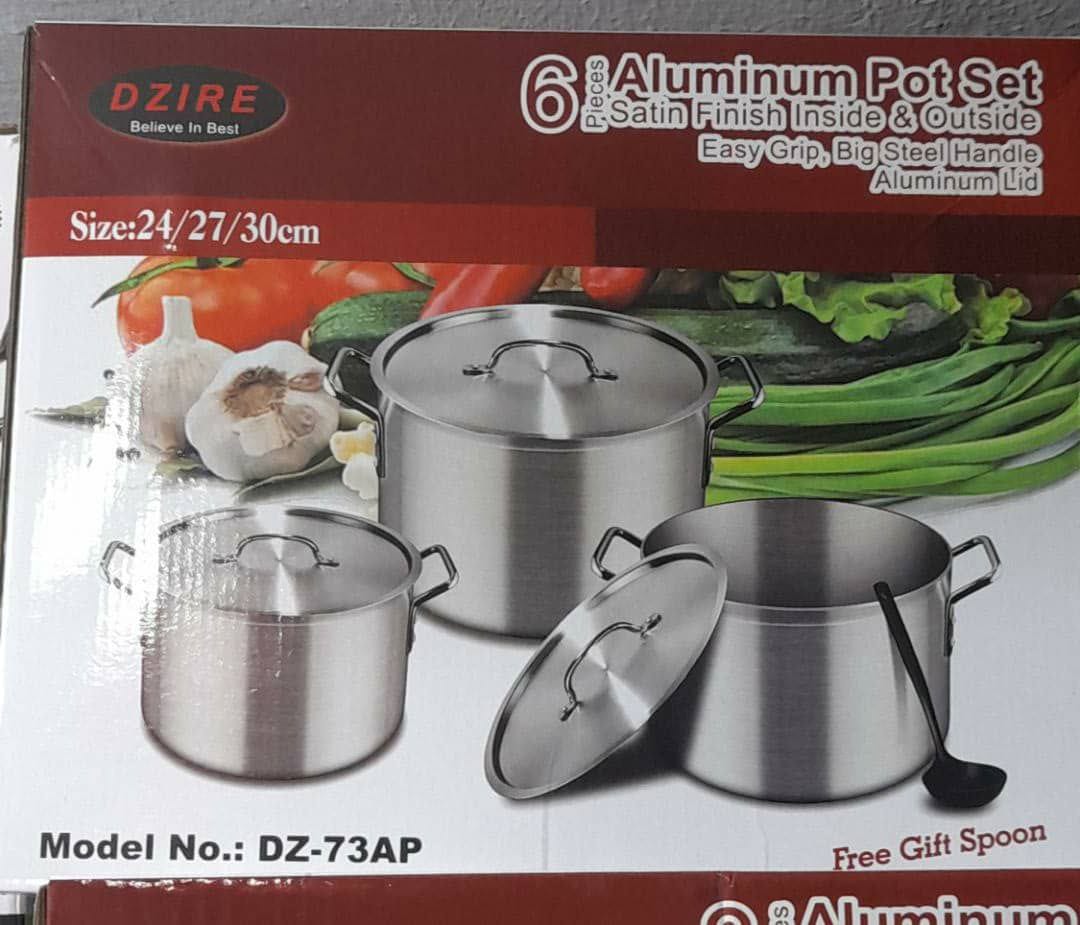 DZIRE
Believe In Best
6 Pieces Aluminum Pot Set
Satin Finish Inside & Outside
Easy Grip, Big Steel Handle
Aluminum Lid
Size:24/27/30cm
Model No.: DZ-73AP
Free Gift Spoon
Aluminum